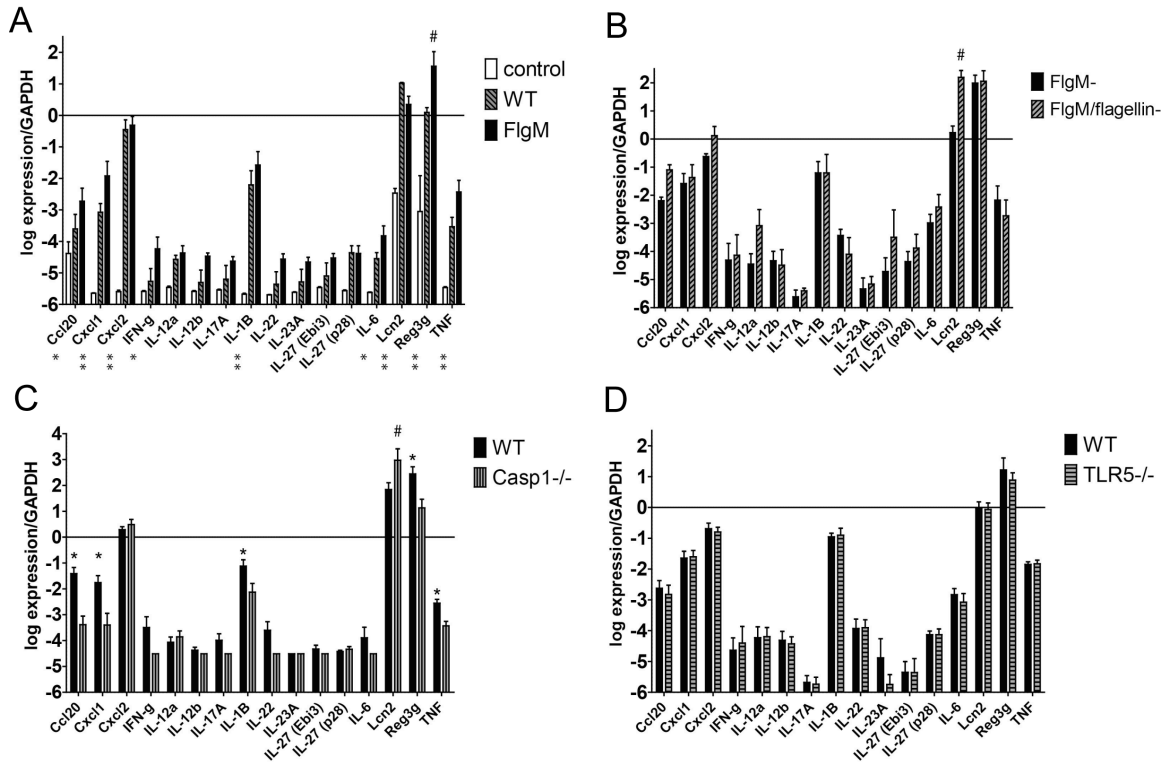 A
log expression/GAPDH
2
1
0
-1
-2
-3
-4
-5
-6
#
control
WT
FlgM
Ccl20
Cxcl1
Cxcl2
IFN-g
IL-12a
IL-12b
IL-17A
IL-1B
IL-22
IL-23A
IL-27 (Ebi3)
IL-27 (p28)
IL-6
Lcn2
Reg3g
TNF
* ** ** * ** * ** ** **
B
log expression/GAPDH
2
1
0
-1
-2
-3
-4
-5
-6
#
FlgM-
FlgM/flagellin-
Ccl20
Cxcl1
Cxcl2
IFN-g
IL-12a
IL-12b
IL-17A
IL-1B
IL-22
IL-23A
IL-27 (Ebi3)
IL-27 (p28)
IL-6
Lcn2
Reg3g
TNF
C
log expression/GAPDH
4
3
2
1
0
-1
-2
-3
-4
-5
-6
* * * # * *
WT
Casp1-/-
Ccl20
Cxcl1
Cxcl2
IFN-g
IL-12a
IL-12b
IL-17A
IL-1B
IL-22
IL-23A
IL-27 (Ebi3)
IL-27 (p28)
IL-6
Lcn2
Reg3g
TNF
D
log expression/GAPDH
2
1
0
-1
-2
-3
-4
-5
-6
WT
TLR5-/-
Ccl20
Cxcl1
Cxcl2
IFN-g
IL-12a
IL-12b
IL-17A
IL-1B
IL-22
IL-23A
IL-27 (Ebi3)
IL-27 (p28)
IL-6
Lcn2
Reg3g
TNF